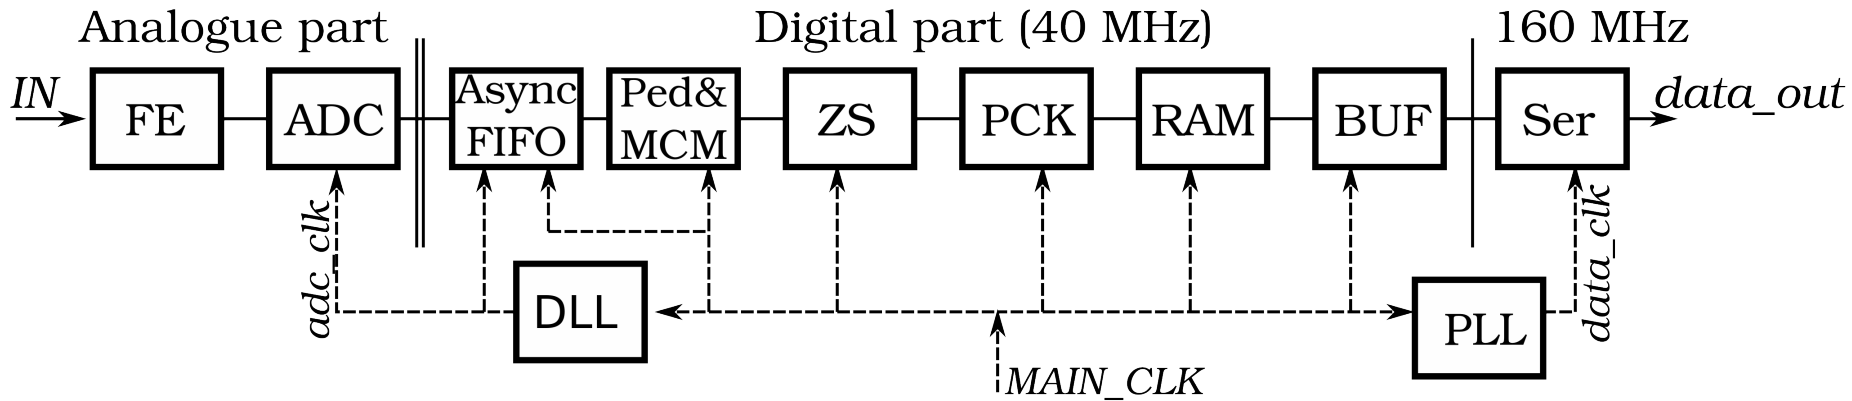 Analogue part
Digital part (40 MHz)
160 MHz
IN
FE
ADC
Async
FIFO
Ped&
MCM
ZS
PCK
RAM
BUF
Ser
data_out
adc_clk
DLL
PLL
data_clk
MAIN_CLK